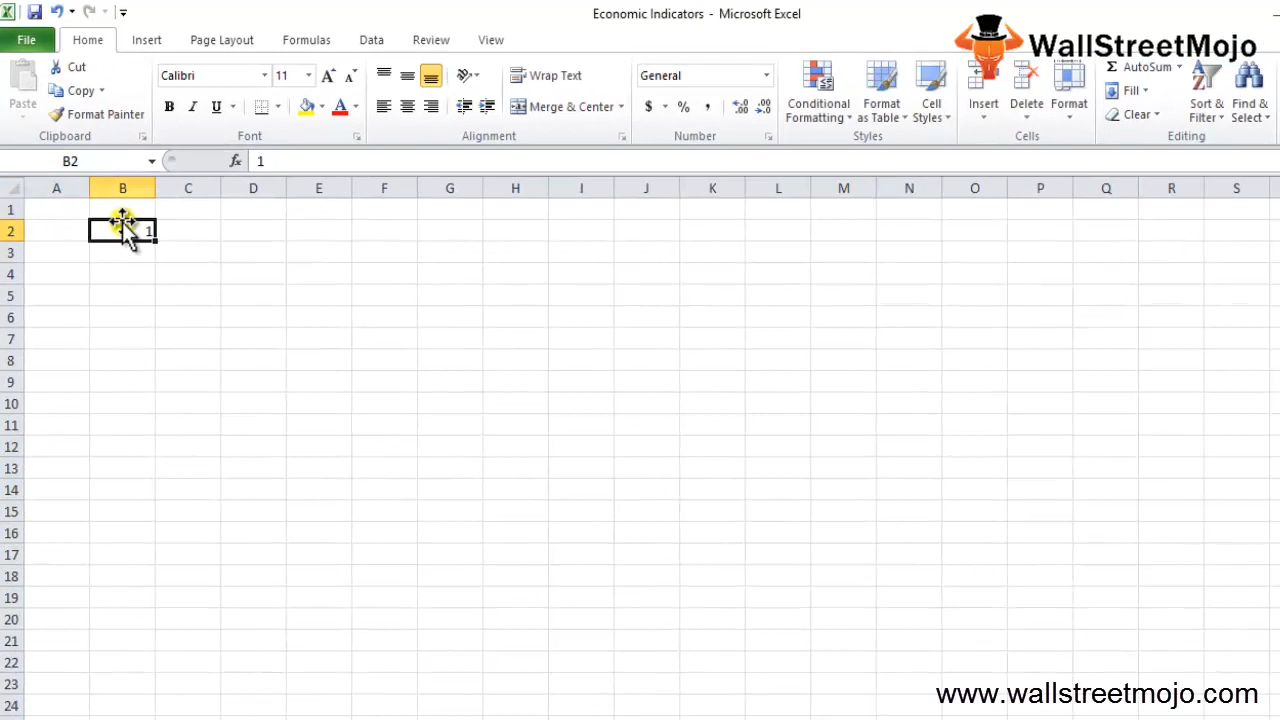 Economic Indicators - Microsoft Excel
WallStreetMojo
File Home Insert Page Layout Formulas Data Review View
Paste
Cut
Copy
Format Painter
Clipboard
Calibri 11
B I U
Font
Wrap Text
Merge & Center
Alignment
General
$ % ,
Number
Conditional Formatting
Format as Table
Cell Styles
Styles
Insert
Delete
Format
Cells
Σ AutoSum
Fill
Clear
Sort & Filter
Find & Select
Editing
B2 fx 1
A B C D E F G H I J K L M N O P Q R S
1
2 1
3
4
5
6
7
8
9
10
11
12
13
14
15
16
17
18
19
20
21
22
23
24
www.wallstreetmojo.com